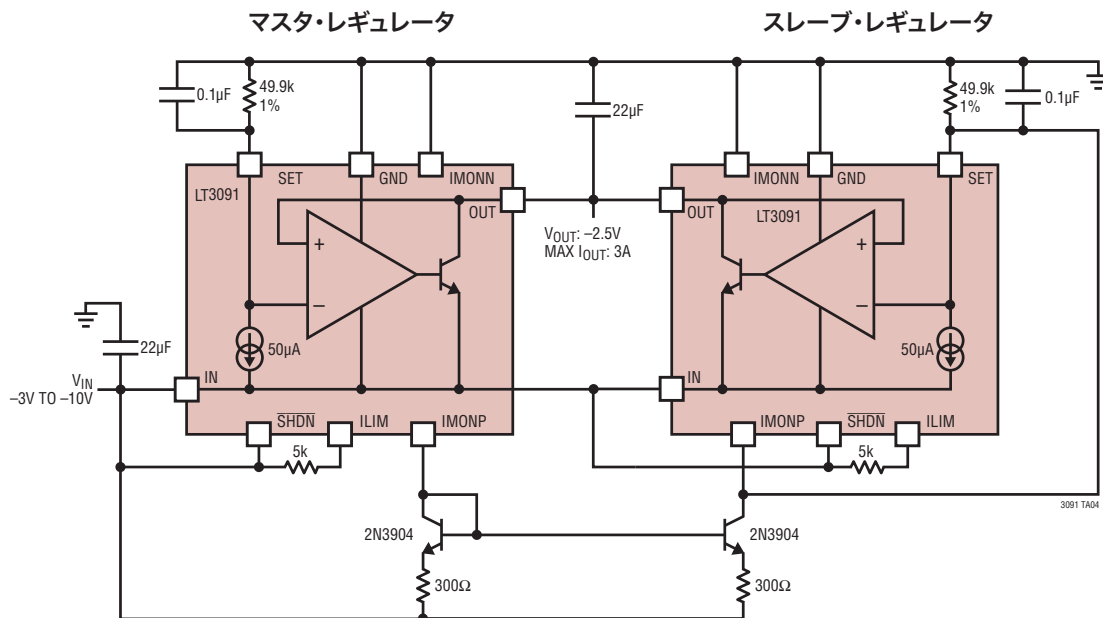 マスタ・レギュレータ
スレーブ・レギュレータ
0.1µF
49.9k
1%
22µF
49.9k
1%
0.1µF
LT3091
SET
GND
IMONN
OUT
+
–
50µA
IN
SHDN
ILIM
IMONP
VOUT: –2.5V
MAX IOUT: 3A
IMONN
GND
SET
OUT
LT3091
+
–
50µA
IN
IMONP
SHDN
ILIM
22µF
VIN
–3V TO –10V
5k
5k
2N3904
2N3904
300Ω
300Ω
3091 TA04